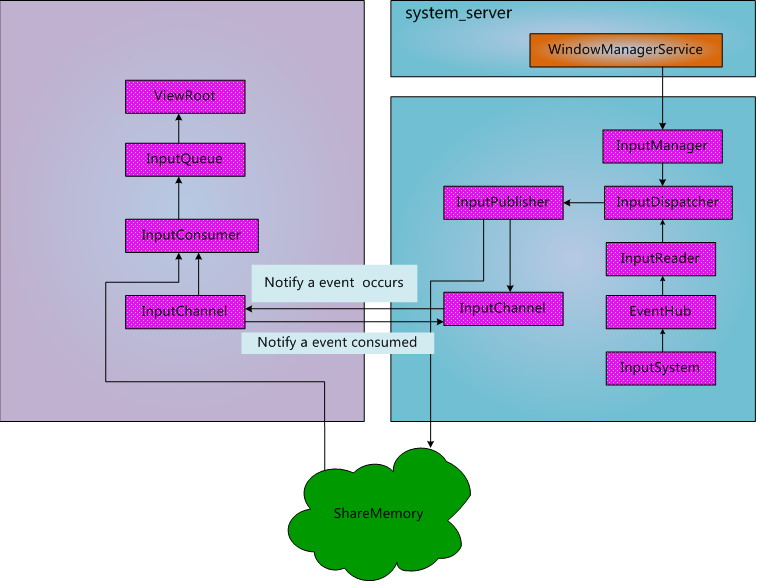 system_server
WindowManagerService
ViewRoot
InputManager
InputQueue
InputPublisher
InputDispatcher
InputConsumer
InputReader
Notify a event  occurs
InputChannel
InputChannel
EventHub
Notify a event consumed
InputSystem
ShareMemory